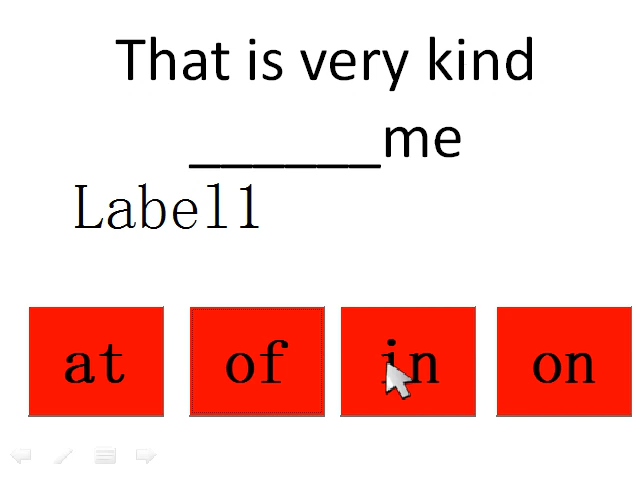 That is very kind
______me
Label1
at of in on